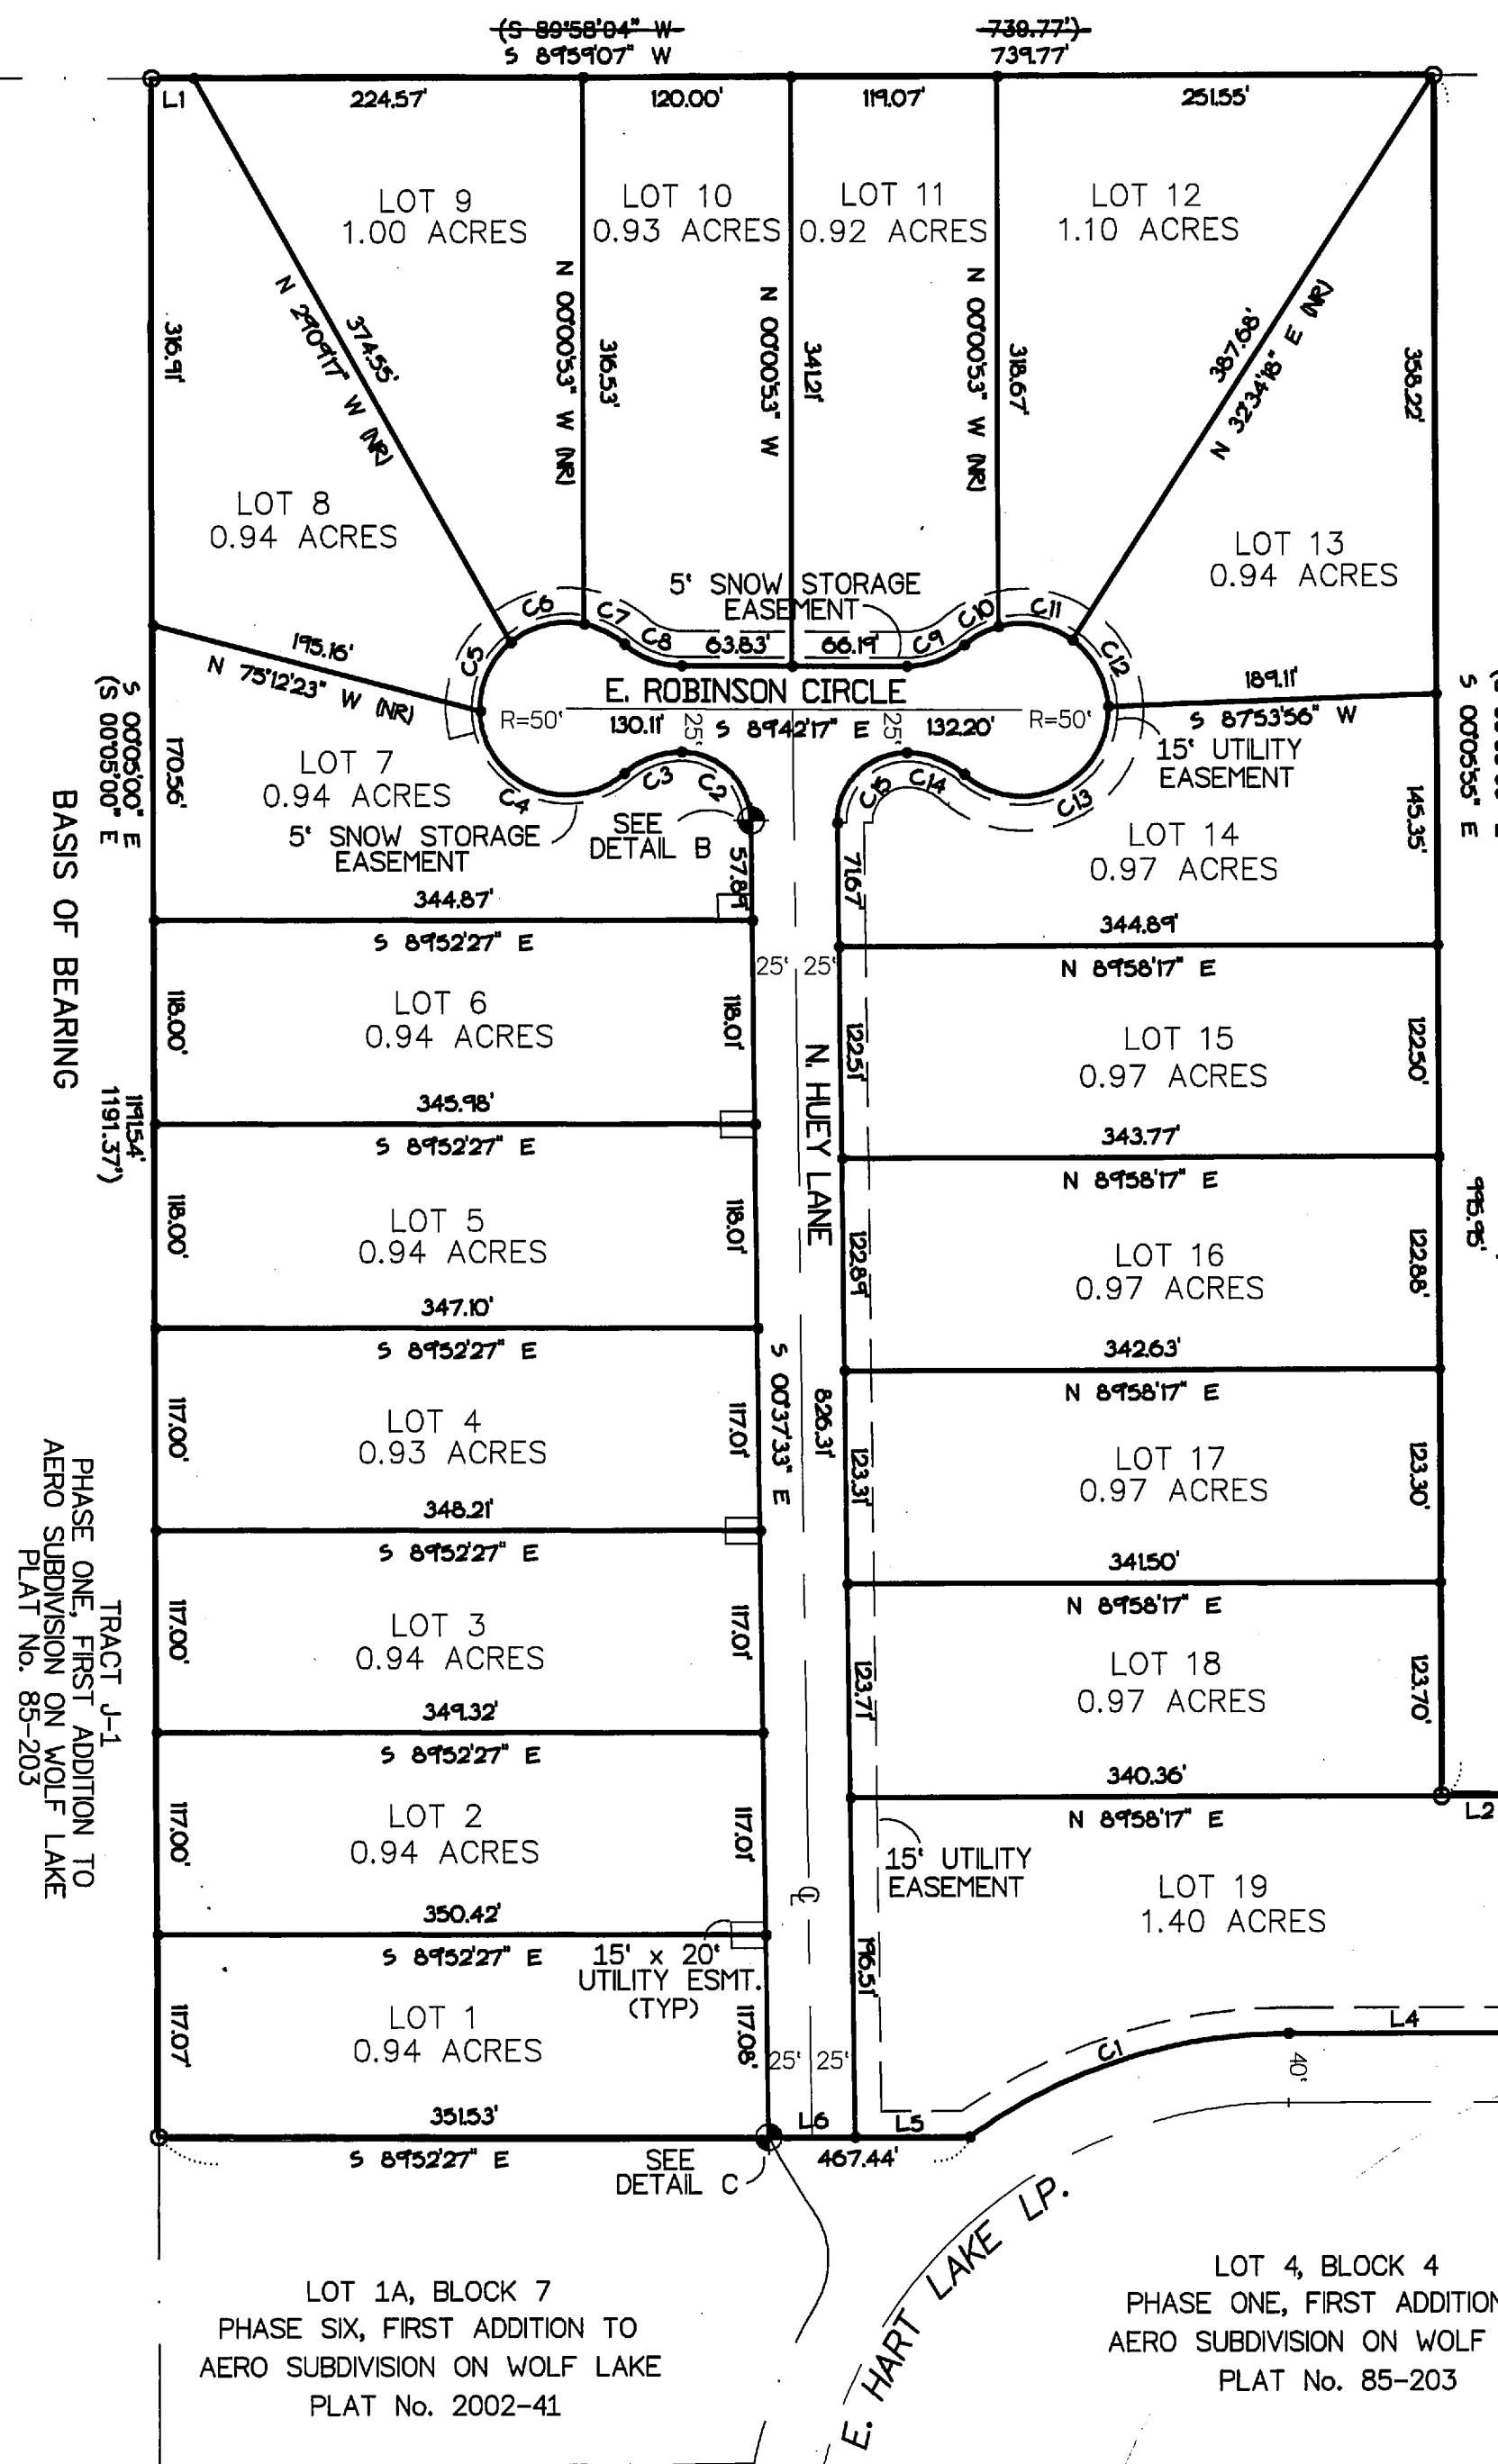 (S 89°58'04" W
739.77')
S 89°59'07" W
739.77'
L1
224.57'
120.00'
119.07'
251.55'
LOT 9
1.00 ACRES
LOT 10
0.93 ACRES
LOT 11
0.92 ACRES
LOT 12
1.10 ACRES
316.91'
N 29°09'17" W (NR)
374.55'
N 00°00'53" W (NR)
316.53'
N 00°00'53" W
341.21'
N 00°00'53" W (NR)
318.67'
387.68'
N 32°34'18" E (NR)
358.22'
LOT 8
0.94 ACRES
LOT 13
0.94 ACRES
5' SNOW STORAGE
EASEMENT
C5
C6
C7
C8
63.83'
66.19'
C9
C10
C11
C12
195.16'
N 75°12'23" W (NR)
E. ROBINSON CIRCLE
R=50'
130.11'
25'
S 89°42'17" E
25'
132.20'
R=50'
189.11'
S 87°53'56" W
15' UTILITY
EASEMENT
S 00°05'00" E
(S 00°05'00" E
S 00°05'55" E
170.56'
LOT 7
0.94 ACRES
C4
C3
C2
C15
C14
C13
5' SNOW STORAGE
EASEMENT
SEE
DETAIL B
57.89'
71.67'
LOT 14
0.97 ACRES
145.35'
BASIS OF BEARING
344.87'
S 89°52'27" E
344.89'
N 89°58'17" E
25'
25'
118.00'
LOT 6
0.94 ACRES
118.01'
N. HUEY LANE
122.51'
LOT 15
0.97 ACRES
122.50'
1191.54'
1191.37')
345.98'
S 89°52'27" E
343.77'
N 89°58'17" E
995.95'
118.00'
LOT 5
0.94 ACRES
118.01'
122.89'
LOT 16
0.97 ACRES
122.88'
347.10'
S 89°52'27" E
342.63'
N 89°58'17" E
S 00°37'33" E
826.31'
117.00'
LOT 4
0.93 ACRES
117.01'
123.31'
LOT 17
0.97 ACRES
123.30'
348.21'
S 89°52'27" E
341.50'
N 89°58'17" E
TRACT J-1
PHASE ONE, FIRST ADDITION TO
AERO SUBDIVISION ON WOLF LAKE
PLAT No. 85-203
117.00'
LOT 3
0.94 ACRES
117.01'
123.71'
LOT 18
0.97 ACRES
123.70'
349.32'
S 89°52'27" E
340.36'
N 89°58'17" E
L2
117.00'
LOT 2
0.94 ACRES
117.01'
15' UTILITY
EASEMENT
LOT 19
1.40 ACRES
350.42'
S 89°52'27" E
15' x 20'
UTILITY ESMT.
(TYP)
196.51'
117.07'
LOT 1
0.94 ACRES
117.08'
25'
25'
C1
L4
40'
351.53'
S 89°52'27" E
L6
L5
467.44'
SEE
DETAIL C
E. HART LAKE LP.
LOT 1A, BLOCK 7
PHASE SIX, FIRST ADDITION TO
AERO SUBDIVISION ON WOLF LAKE
PLAT No. 2002-41
LOT 4, BLOCK 4
PHASE ONE, FIRST ADDITION
AERO SUBDIVISION ON WOLF
PLAT No. 85-203